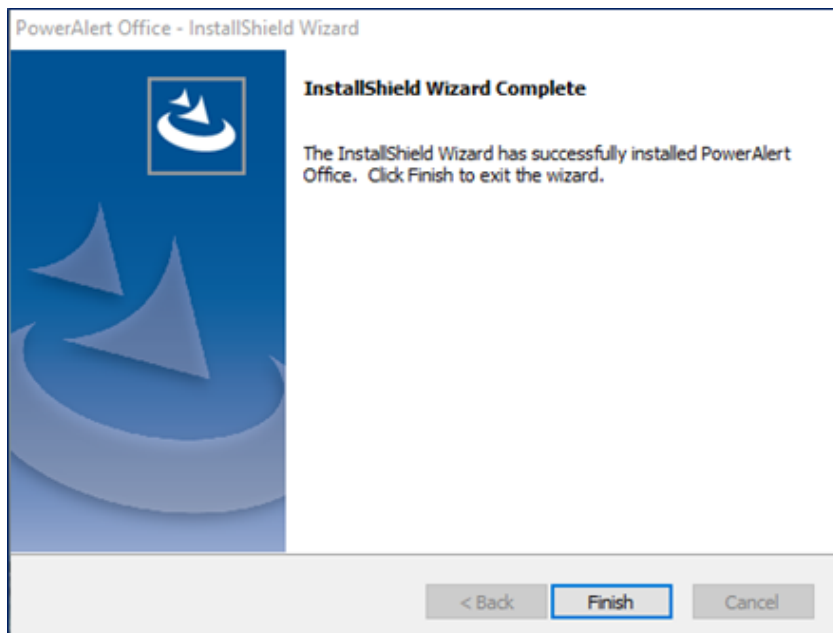 PowerAlert Office - InstallShield Wizard
InstallShield Wizard Complete
The InstallShield Wizard has successfully installed PowerAlert
Office. Click Finish to exit the wizard.
< Back
Finish
Cancel